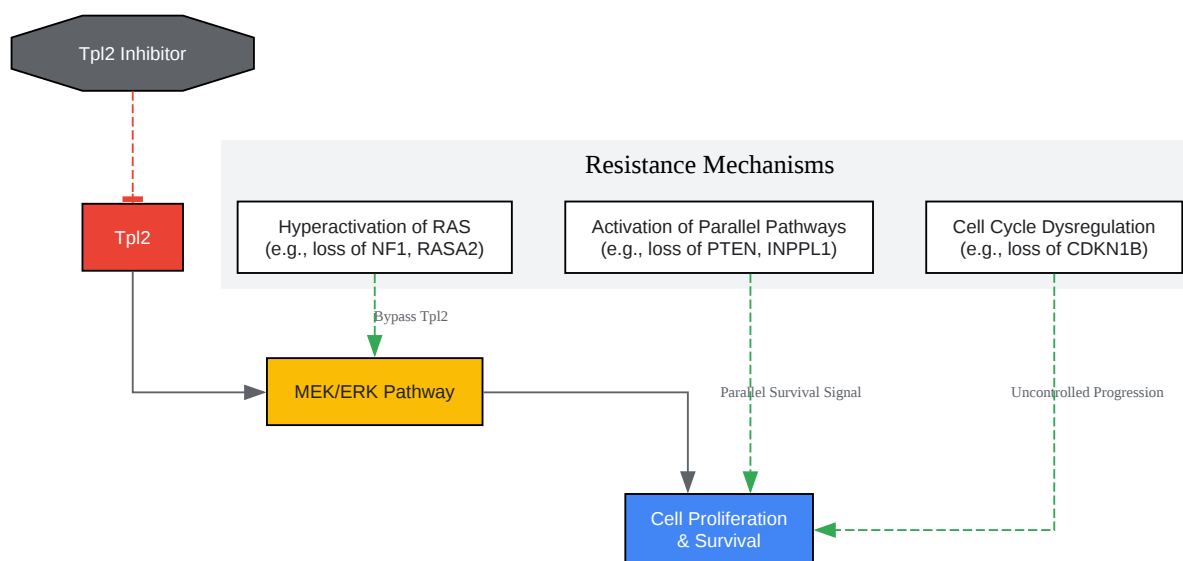 Tpl2 Inhibitor
Resistance Mechanisms
Tpl2
Hyperactivation of RAS
(e.g., loss of NF1, RASA2)
Activation of Parallel Pathways
(e.g., loss of PTEN, INPPL1)
Cell Cycle Dysregulation
(e.g., loss of CDKN1B)
Bypass Tpl2
MEK/ERK Pathway
Parallel Survival Signal
Uncontrolled Progression
Cell Proliferation
& Survival